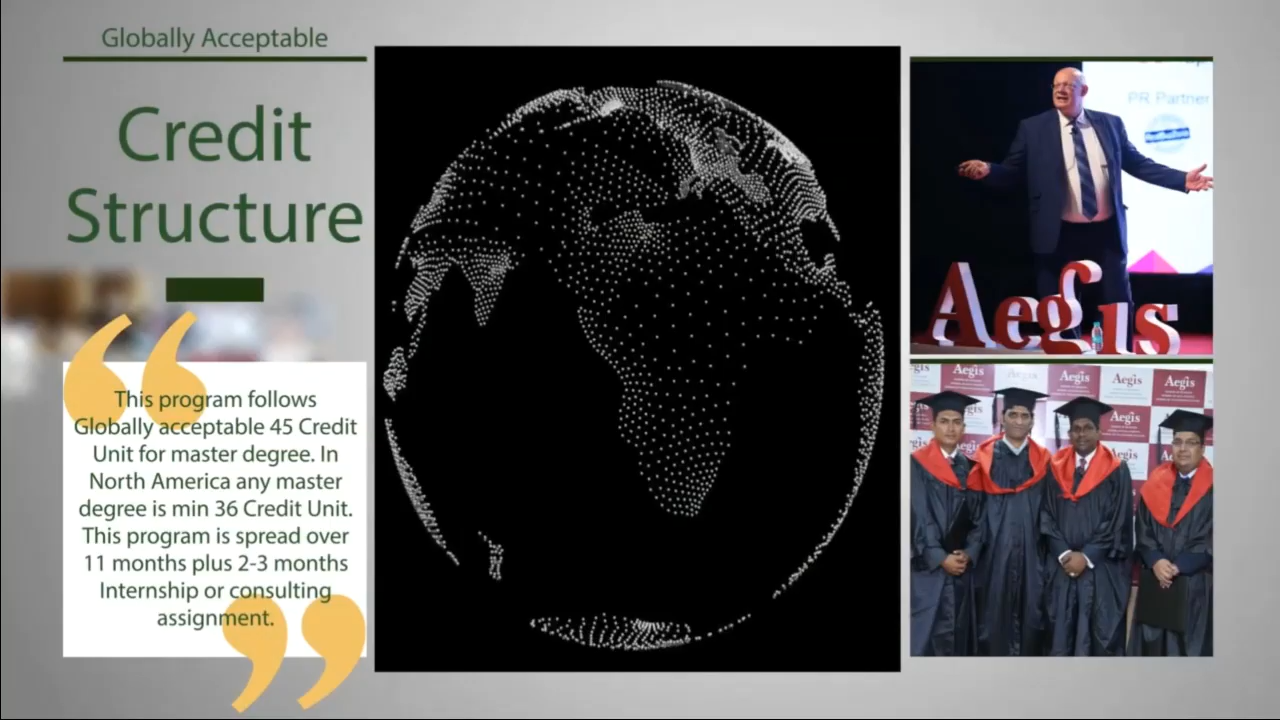 Globally Acceptable
Credit
Structure
This program follows
Globally acceptable 45 Credit
Unit for master degree. In
North America any master
degree is min 36 Credit Unit.
This program is spread over
11 months plus 2-3 months
Internship or consulting
assignment.
PR Partner
Aegis
Aegis
Aegis
Aegis
Aegis
Aegis